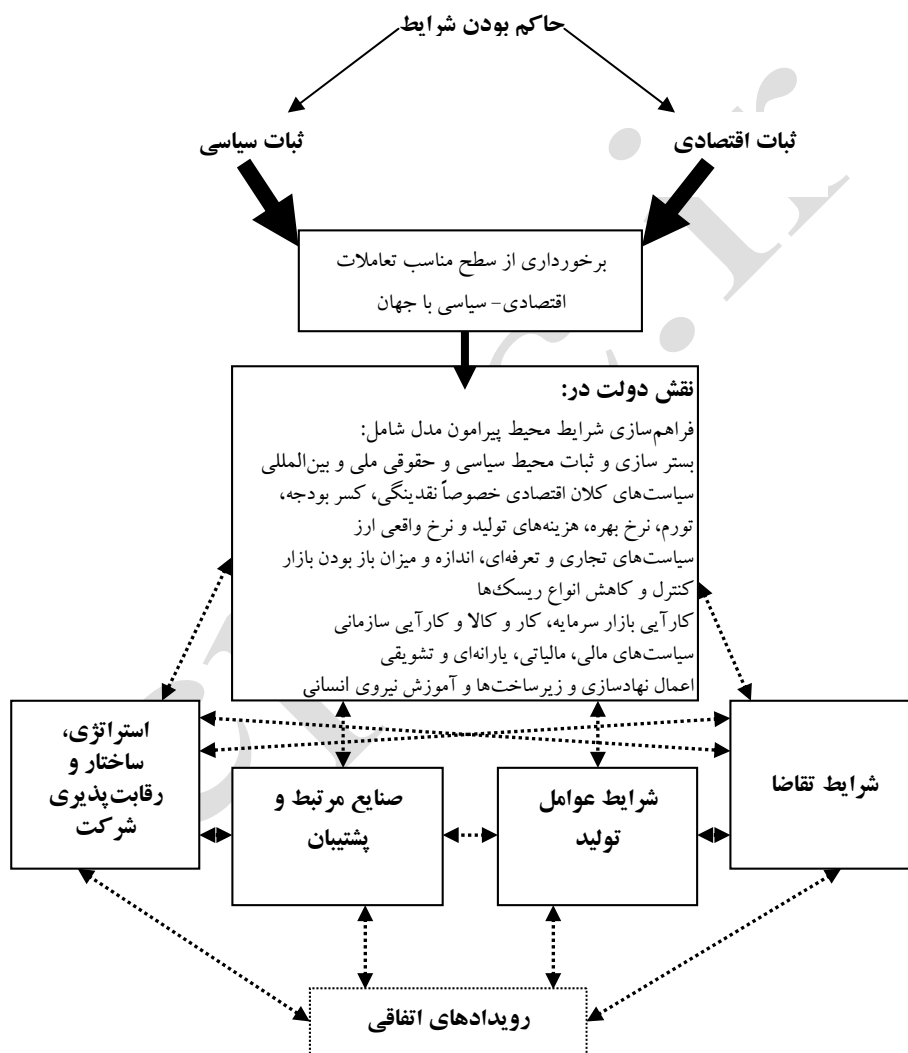 حاکم بودن شرایط
ثبات اقتصادی
ثبات سیاسی
برخورداری از سطح مناسب تعاملات
اقتصادی- سیاسی با جهان
نقش دولت در:
فراهم‌سازی شرایط محیط پیرامون مدل شامل:
بستر سازی و ثبات محیط سیاسی و حقوقی ملی و بین‌المللی
سیاست‌های کلان اقتصادی خصوصاً نقدینگی، کسر بودجه،
تورم، نرخ بهره، هزینه‌های تولید و نرخ واقعی ارز
سیاست‌های تجاری و تعرفه‌ای، اندازه و میزان باز بودن بازار
کنترل و کاهش انواع ریسک‌ها
کارآیی بازار سرمایه، کار و کالا و کارآیی سازمانی
سیاست‌های مالی، مالیاتی، یارانه‌ای و تشویقی
اعمال نهادسازی و زیرساخت‌ها و آموزش نیروی انسانی
شرایط تقاضا
شرایط عوامل
تولید
صنایع مرتبط و
پشتیبان
استراتژی،
ساختار و
رقابت‌پذیری
شرکت
رویدادهای اتفاقی